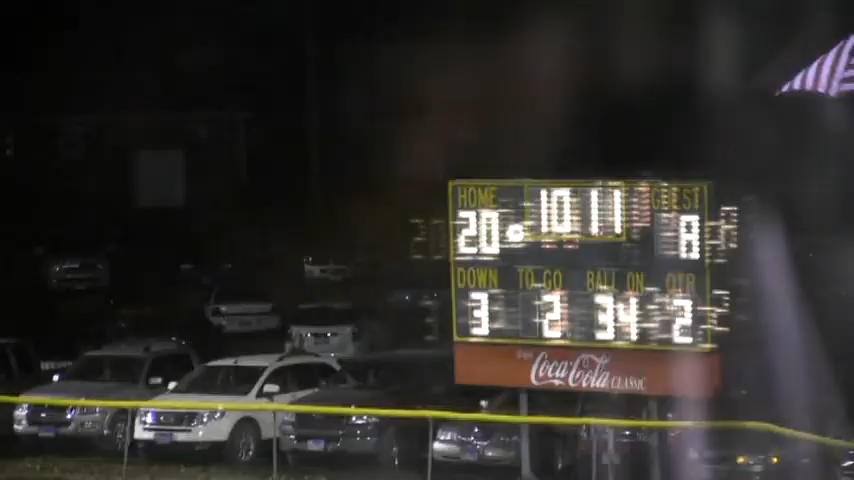 HOME 10 11 GUEST
20 8
DOWN TO GO BALL ON QTR
3 2 34 2
Coca-Cola CLASSIC